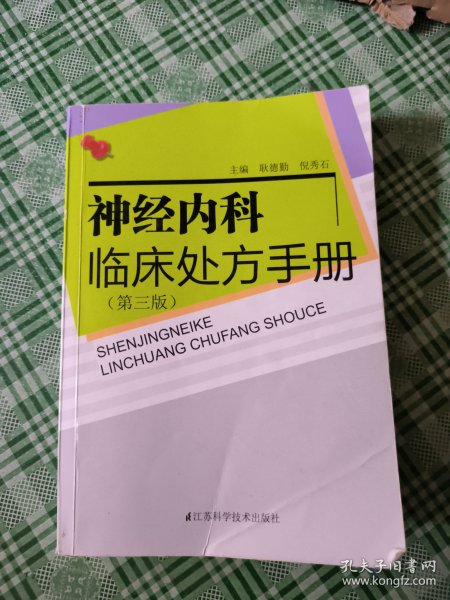 主编 耿德勤 倪秀石
神经内科
临床处方手册
(第三版)
SHENJINGNEIKE
LINCHUANG CHUFANG SHOUCE
江苏科学技术出版社
孔夫子旧书网
www.kongfz.com